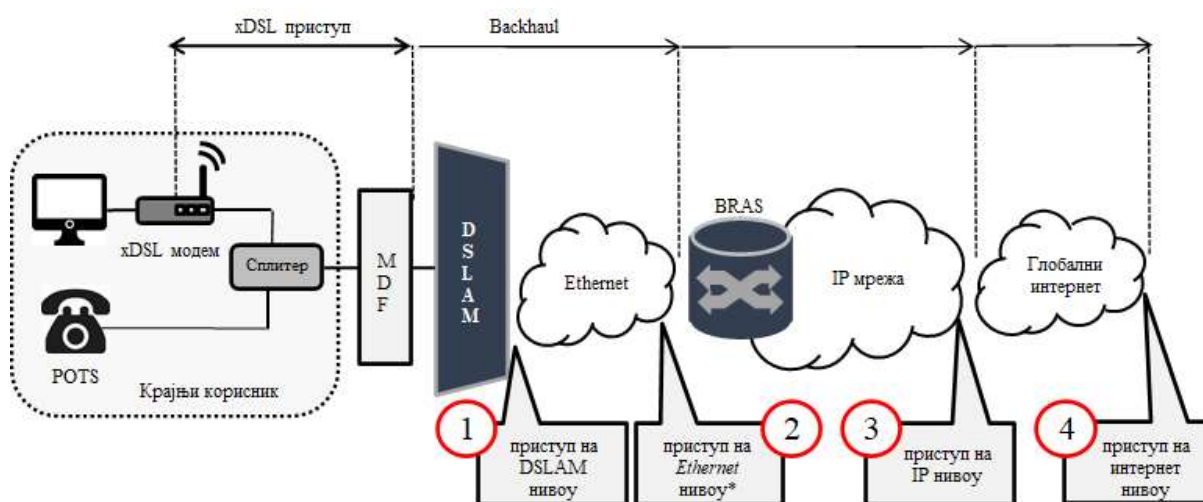 xDSL приступ
Backhaul
xDSL модем
Сплитер
POTS
Крајњи корисник
M
D
F
D
S
L
A
M
Ethernet
BRAS
IP мрежа
Глобални
интернет
1
приступ на
DSLAM
нивоу
2
приступ на
Ethernet
нивоу*
3
приступ на
IP нивоу
4
приступ на
интернет
нивоу